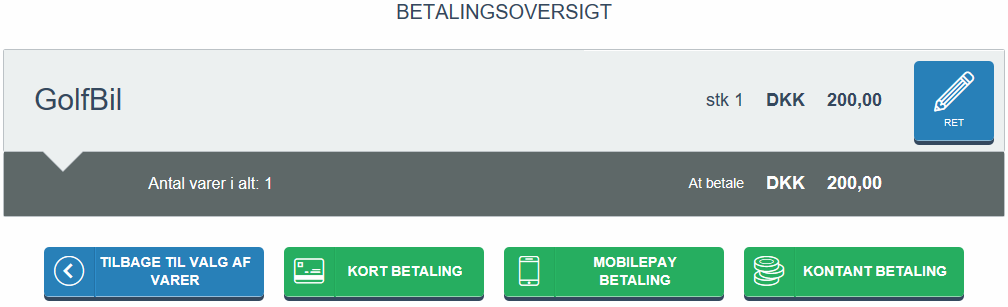 BETALINGSOVERSIGT
GolfBil stk 1 DKK 200,00
RET
Antal varer i alt: 1 At betale DKK 200,00
TILBAGE TIL VALG AF
VARER
KORT BETALING
MOBILEPAY
BETALING
KONTANT BETALING